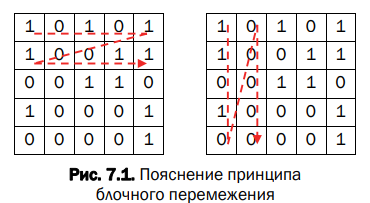 1 0 1 0 1 1 0 1 0 1
1 0 0 1 1 1 0 0 1 1
0 0 1 1 0 0 0 1 1 0
1 0 0 0 1 1 0 0 0 1
0 0 0 0 1 0 0 0 0 1
Рис. 7.1. Пояснение принципа
блочного перемежения